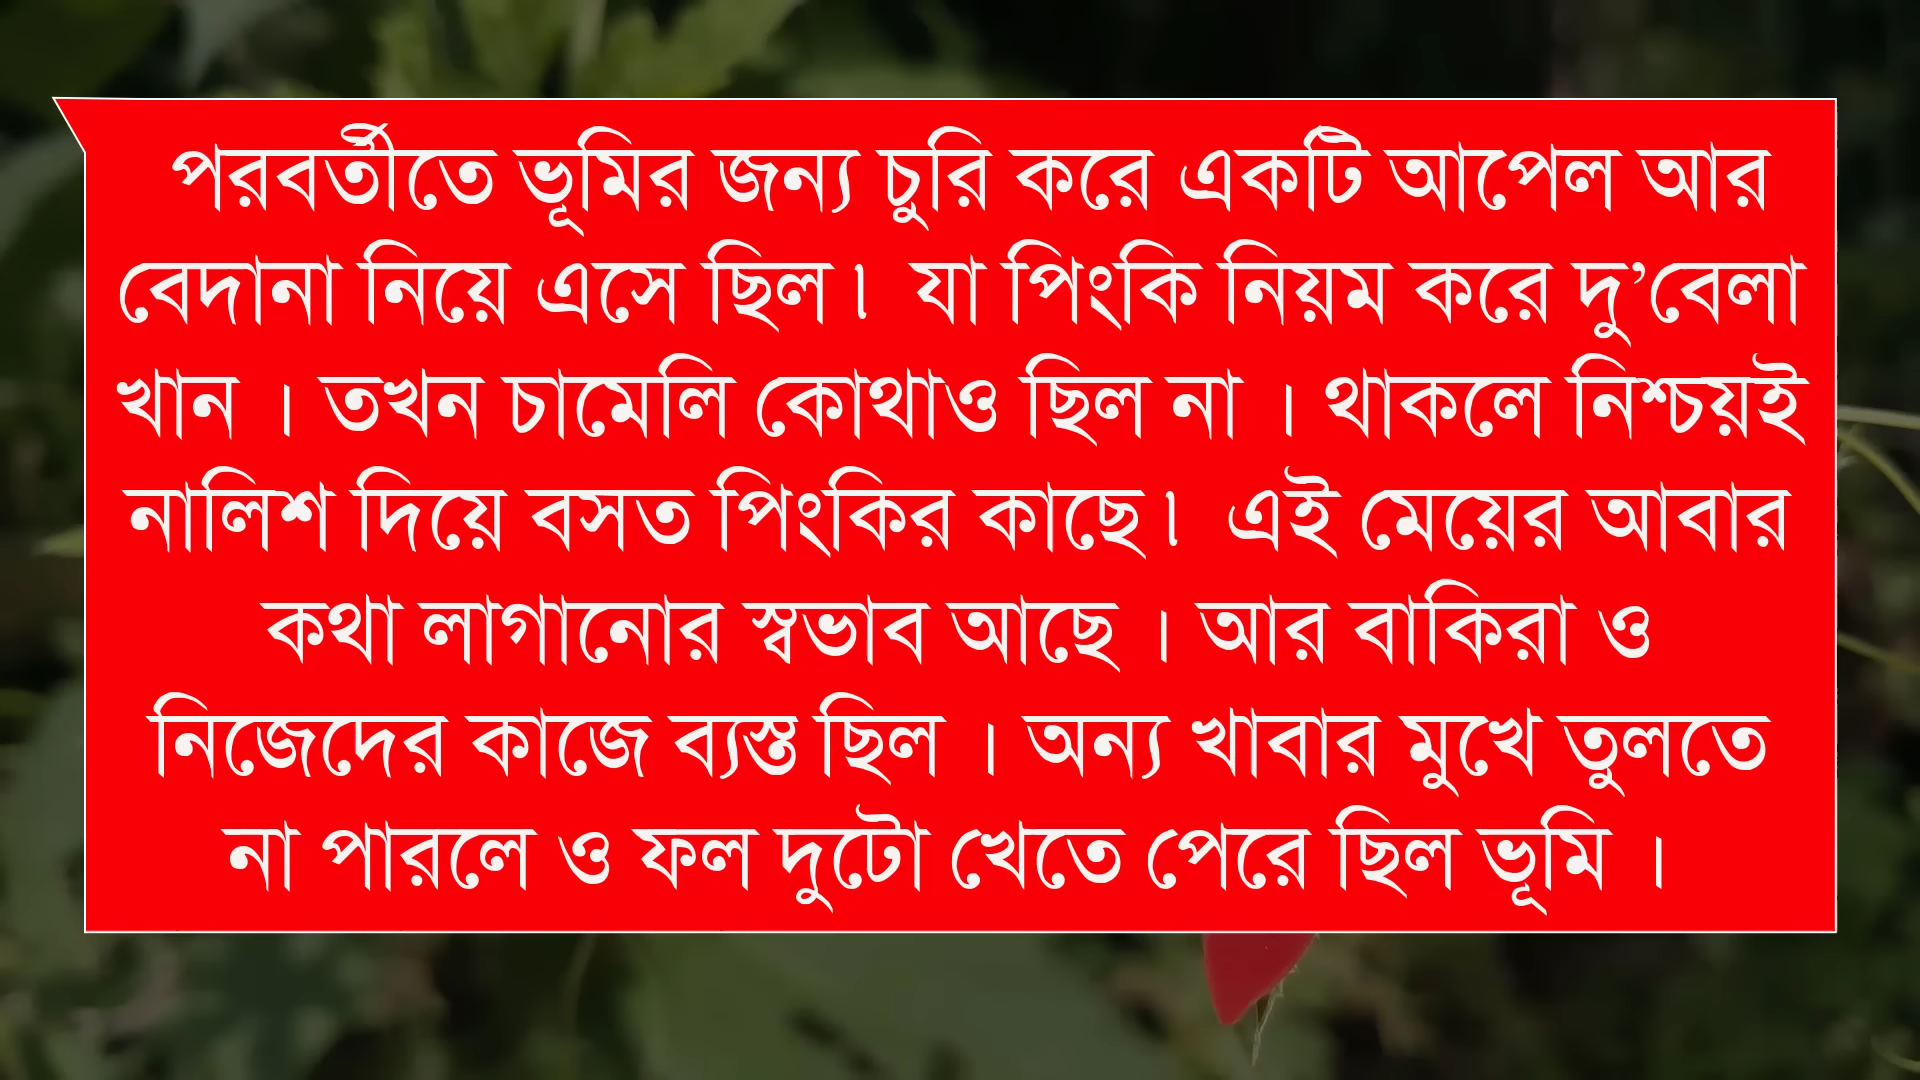 পরবর্তীতে ভূমির জন্য চুরি করে একটি আপেল আর
বেদানা নিয়ে এসে ছিল। যা পিংকি নিয়ম করে দু’বেলা
খান । তখন চামেলি কোথাও ছিল না । থাকলে নিশ্চয়ই
নালিশ দিয়ে বসত পিংকির কাছে। এই মেয়ের আবার
কথা লাগানোর স্বভাব আছে । আর বাকিরা ও
নিজেদের কাজে ব্যস্ত ছিল । অন্য খাবার মুখে তুলতে
না পারলে ও ফল দুটো খেতে পেরে ছিল ভূমি ।